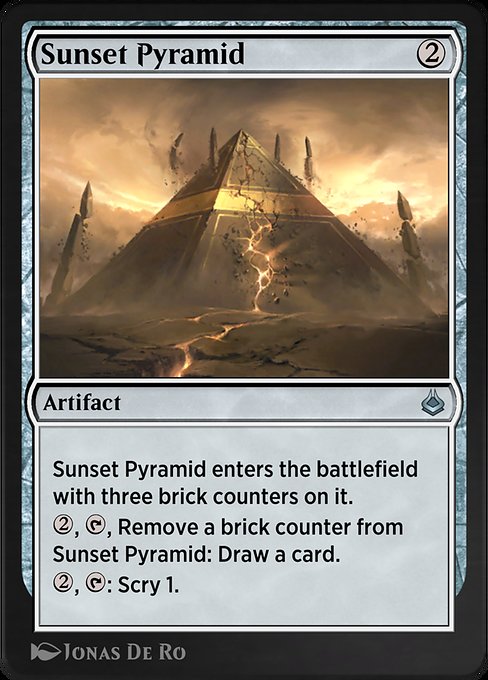 Sunset Pyramid 2
Artifact
Sunset Pyramid enters the battlefield
with three brick counters on it.
2, , Remove a brick counter from
Sunset Pyramid: Draw a card.
2, : Scry 1.
Jonas De Ro